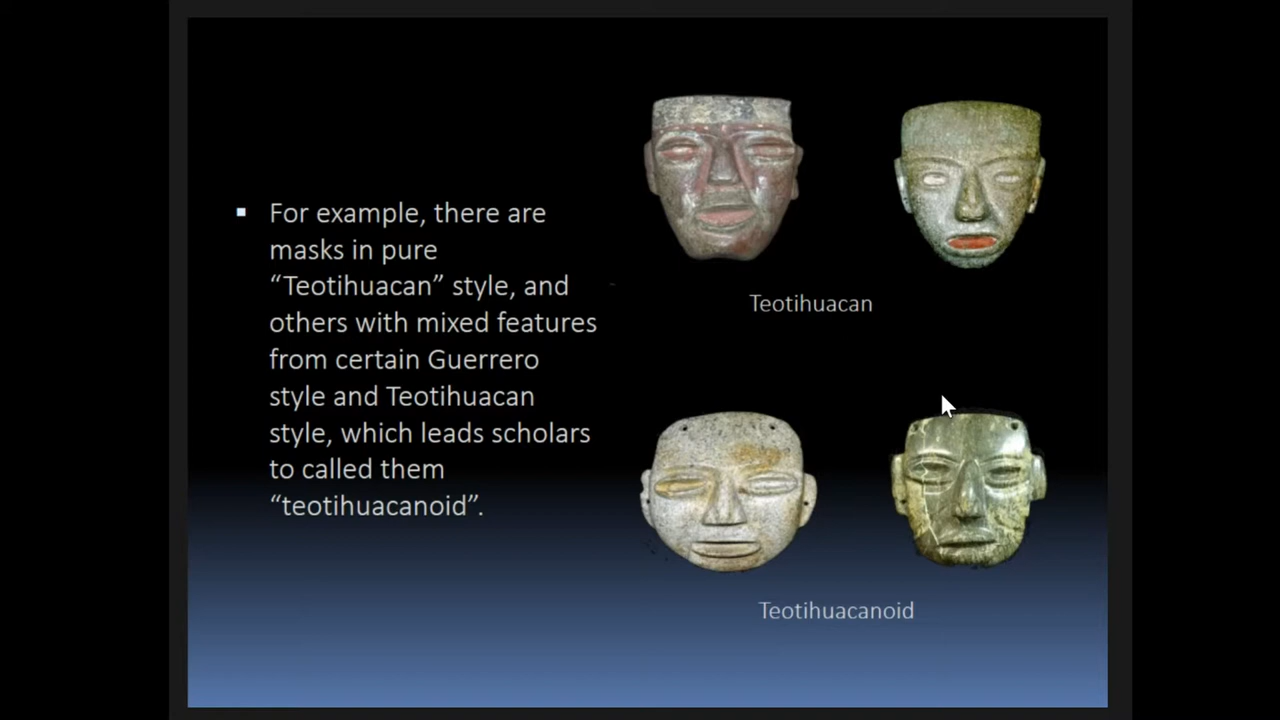 For example, there are
masks in pure
“Teotihuacan” style, and
others with mixed features
from certain Guerrero
style and Teotihuacan
style, which leads scholars
to called them
“teotihuacanoid”.
Teotihuacan
Teotihuacanoid